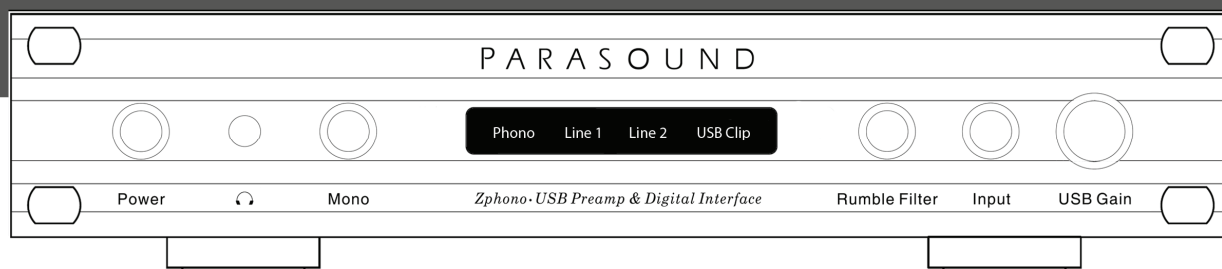 PARASOUND
Phono Line 1 Line 2 USB Clip
Power Mono Zphono·USB Preamp & Digital Interface Rumble Filter Input USB Gain